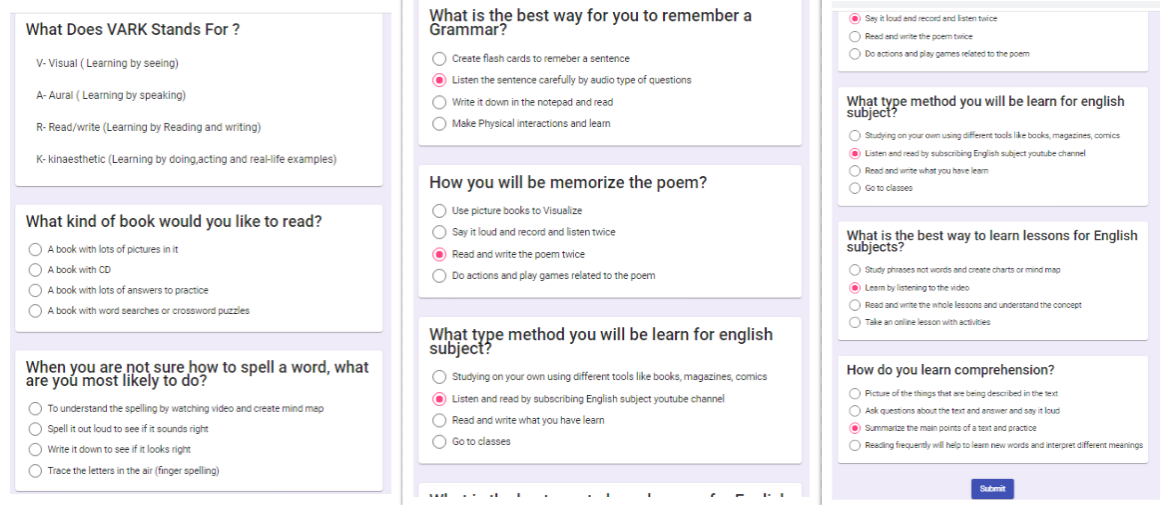 What Does VARK Stands For ?
V- Visual ( Learning by seeing)
A- Aural ( Learning by speaking)
R- Read/write (Learning by Reading and writing)
K- kinaesthetic (Learning by doing,acting and real-life examples)
What kind of book would you like to read?
A book with lots of pictures in it
A book with CD
A book with lots of answers to practice
A book with word searches or crossword puzzles
When you are not sure how to spell a word, what
are you most likely to do?
To understand the spelling by watching video and create mind map
Spell it out loud to see if it sounds right
Write it down to see if it looks right
Trace the letters in the air (finger spelling)
What is the best way for you to remember a
Grammar?
Create flash cards to remeber a sentence
Listen the sentence carefully by audio type of questions
Write it down in the notepad and read
Make Physical interactions and learn
How you will be memorize the poem?
Use picture books to Visualize
Say it loud and record and listen twice
Read and write the poem twice
Do actions and play games related to the poem
What type method you will be learn for english
subject?
Studying on your own using different tools like books, magazines, comics
Listen and read by subscribing English subject youtube channel
Read and write what you have learn
Go to classes
Say it loud and record and listen twice
Read and write the poem twice
Do actions and play games related to the poem
What type method you will be learn for english
subject?
Studying on your own using different tools like books, magazines, comics
Listen and read by subscribing English subject youtube channel
Read and write what you have learn
Go to classes
What is the best way to learn lessons for English
subjects?
Study phrases not words and create charts or mind map
Learn by listening to the video
Read and write the whole lessons and understand the concept
Take an online lesson with activities
How do you learn comprehension?
Picture of the things that are being described in the text
Ask questions about the text and answer and say it loud
Summarize the main points of a text and practice
Reading frequently will help to learn new words and interpret different meanings
Submit